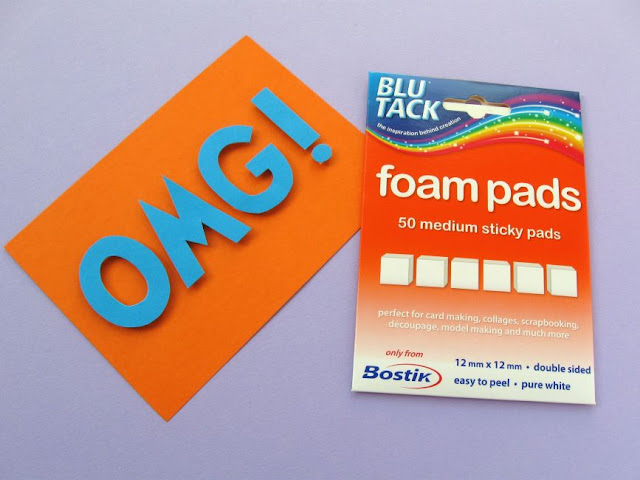 OMG!
BLU
TACK
the inspiration behind creation
foam pads
50 medium sticky pads
perfect for card making, collages, scrapbooking,
decoupage, model making and much more
only from
Bostik
12 mm x 12 mm • double sided
easy to peel • pure white